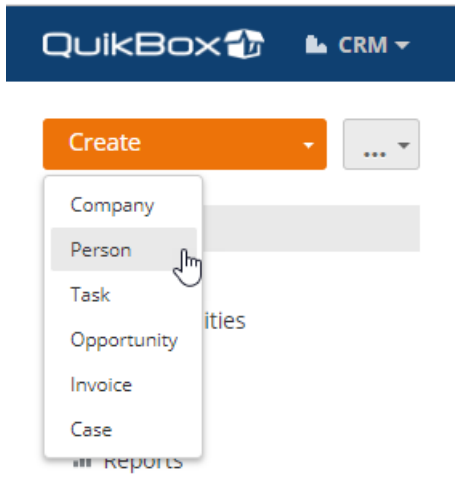 QuikBox CRM
Create ...
Company
Person
Task
ities
Opportunity
Invoice
Case
Reports